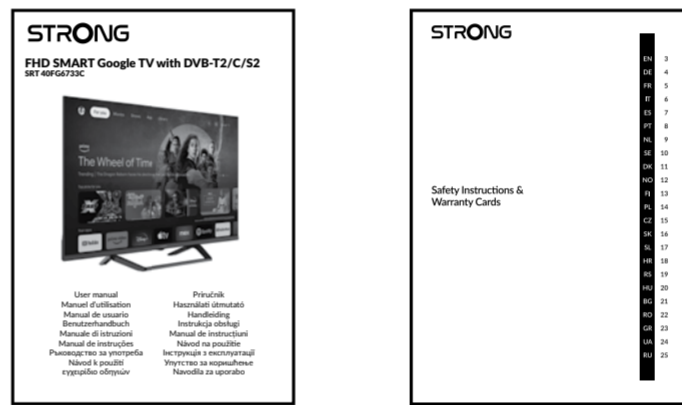 STRONG
FHD SMART Google TV with DVB-T2/C/S2
SRT 40FG6733C
The Wheel of Time
User manual
Manuel d'utilisation
Manual de usuario
Benutzerhandbuch
Manuale di istruzioni
Manual de instruções
Ръководство за употреба
Návod k použití
εγχειρίδιο οδηγιών
Priručnik
Használati útmutató
Handleiding
Instrukcja obsługi
Manual de instrucțiuni
Návod na použitie
Інструкція з експлуатації
Упутство за коришћење
Navodila za uporabo
STRONG
Safety Instructions &
Warranty Cards
EN 3
DE 4
FR 5
IT 6
ES 7
PT 8
NL 9
SE 10
DK 11
NO 12
FI 13
PL 14
CZ 15
SK 16
SL 17
HR 18
RS 19
HU 20
BG 21
RO 22
GR 23
UA 24
RU 25